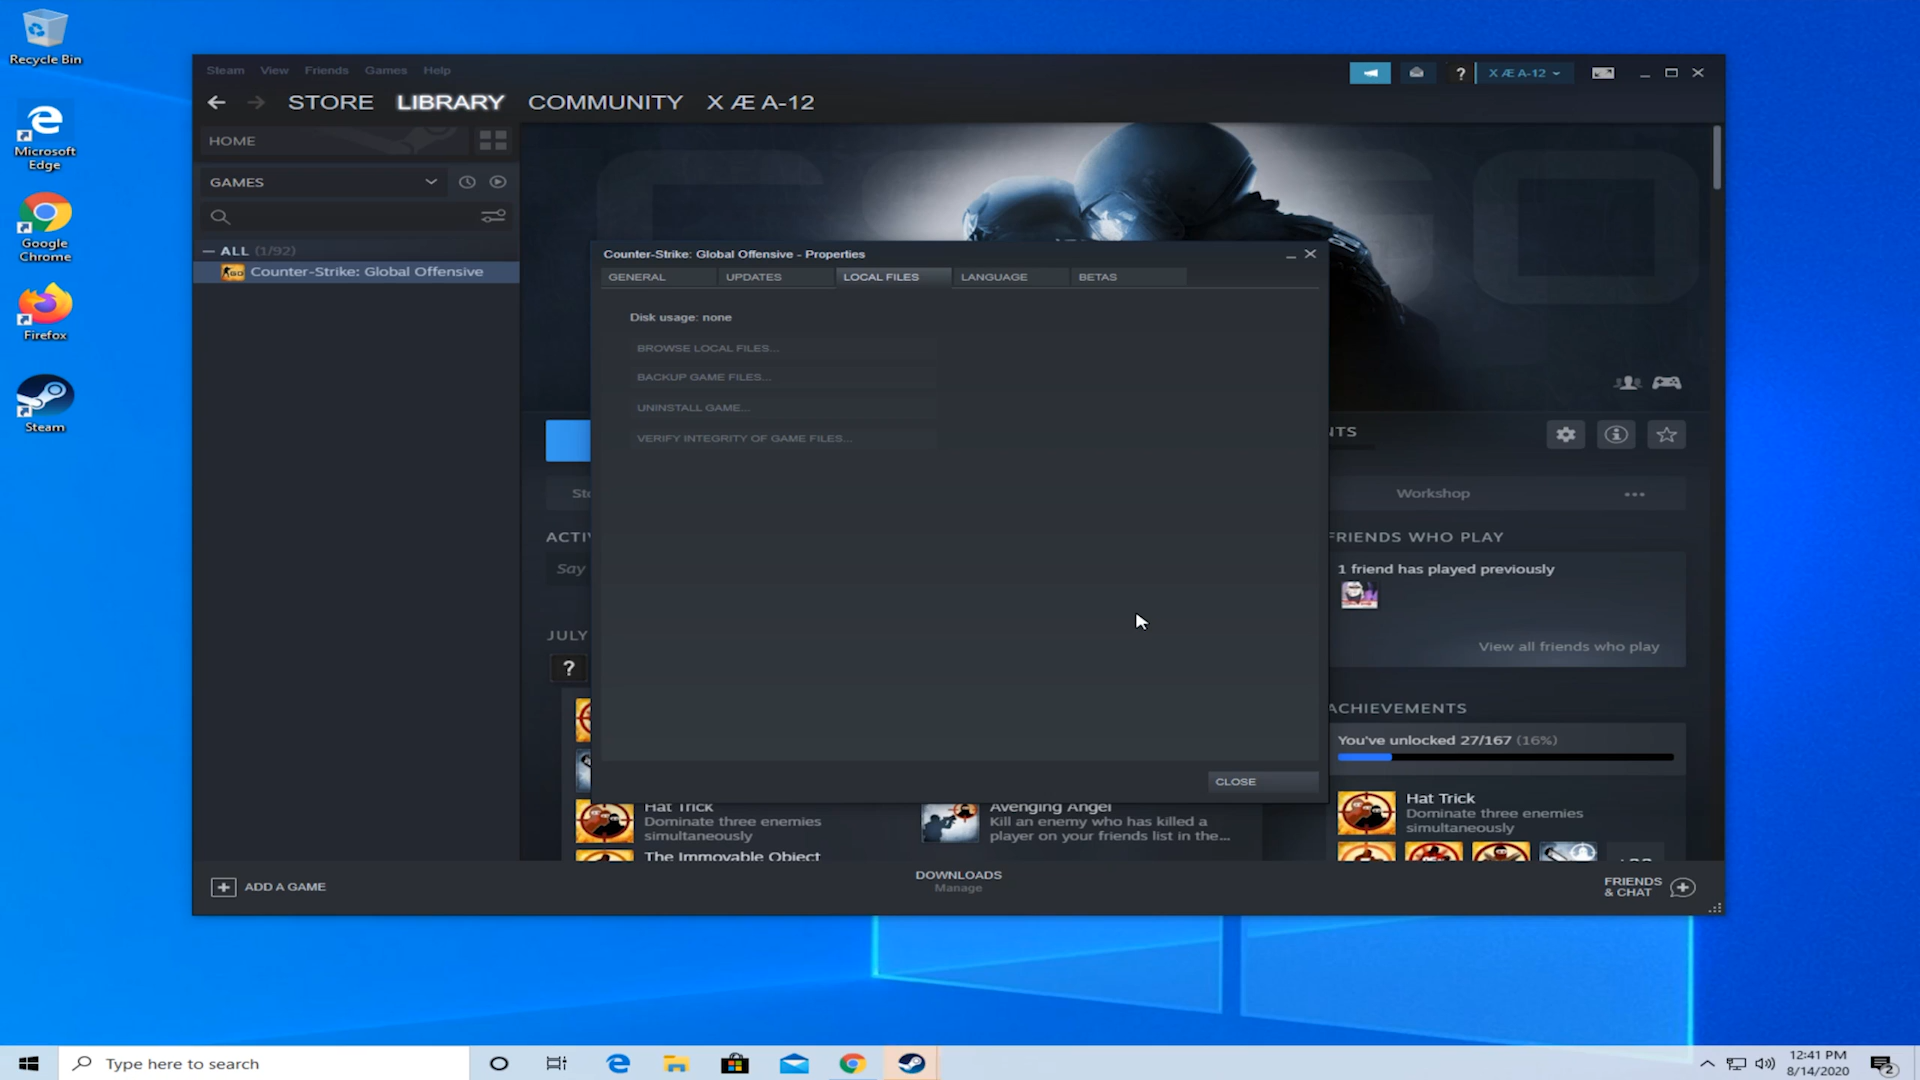 Recycle Bin
Microsoft
Edge
Google
Chrome
Firefox
Steam
Steam View Friends Games Help
? X Æ A-12
STORE LIBRARY COMMUNITY X Æ A-12
HOME
GAMES
ALL (1/92)
Counter-Strike: Global Offensive
Counter-Strike: Global Offensive - Properties
GENERAL UPDATES LOCAL FILES LANGUAGE BETAS
Disk usage: none
BROWSE LOCAL FILES...
BACKUP GAME FILES...
UNINSTALL GAME...
VERIFY INTEGRITY OF GAME FILES...
CLOSE
NTS
Sto
Workshop
ACTIV
Say
JULY
?
FRIENDS WHO PLAY
1 friend has played previously
View all friends who play
ACHIEVEMENTS
You've unlocked 27/167 (16%)
Hat Trick
Dominate three enemies
simultaneously
Hat Trick
Dominate three enemies
simultaneously
The Immovable Object
Avenging Angel
Kill an enemy who has killed a
player on your friends list in the...
ADD A GAME
DOWNLOADS
Manage
FRIENDS
& CHAT
Type here to search
12:41 PM
8/14/2020
2